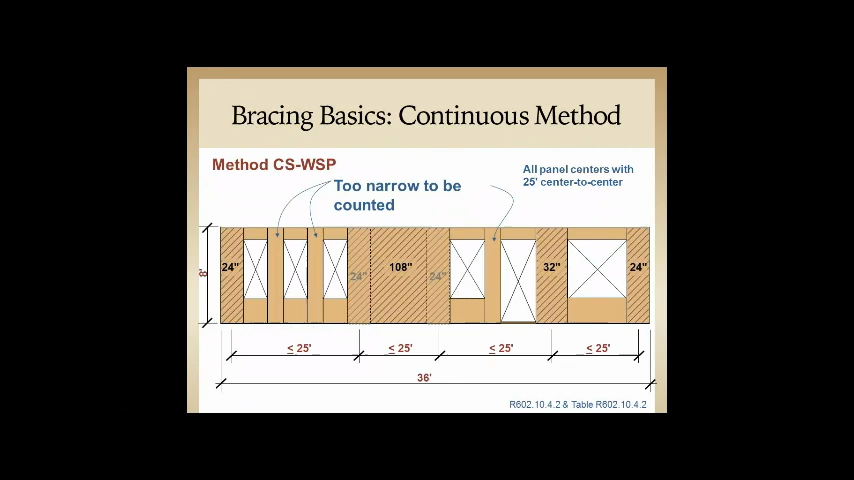 Bracing Basics: Continuous Method
Method CS-WSP
Too narrow to be
counted
All panel centers with
25' center-to-center
8'
24"
24"
108"
24"
32"
24"
≤ 25'
≤ 25'
≤ 25'
≤ 25'
36'
R602.10.4.2 & Table R602.10.4.2